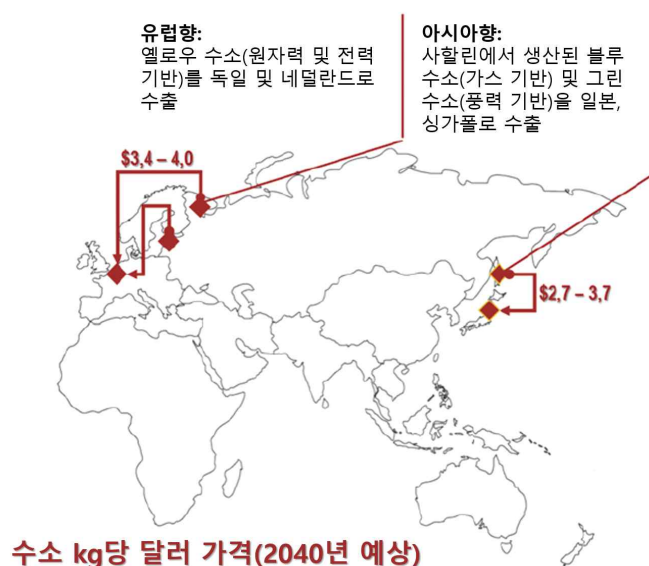 유럽향:
옐로우 수소(원자력 및 전력
기반)를 독일 및 네덜란드로
수출
아시아향:
사할린에서 생산된 블루
수소(가스 기반) 및 그린
수소(풍력 기반)을 일본,
싱가폴로 수출
$3,4 – 4,0
$2,7 – 3,7
수소 kg당 달러 가격(2040년 예상)